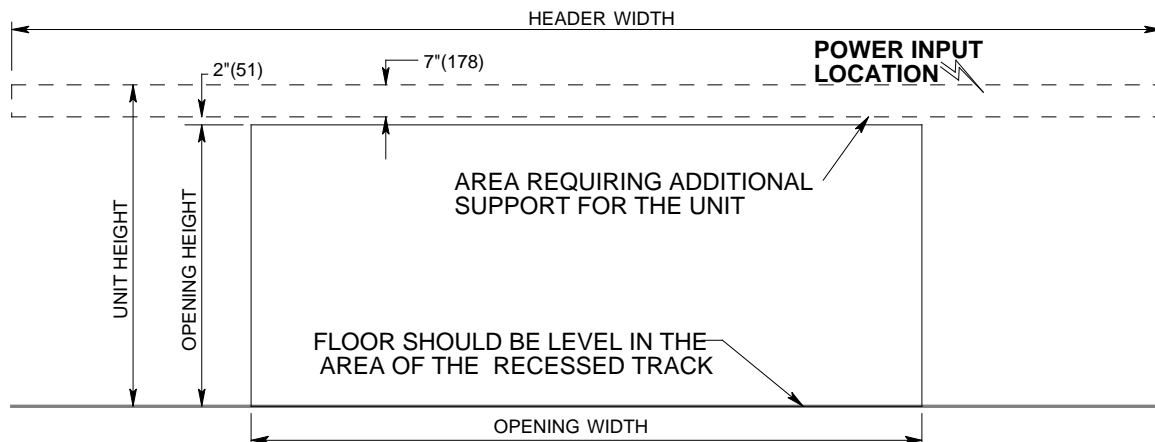 HEADER WIDTH
POWER INPUT
LOCATION
2"(51)
7"(178)
AREA REQUIRING ADDITIONAL
SUPPORT FOR THE UNIT
UNIT HEIGHT
OPENING HEIGHT
FLOOR SHOULD BE LEVEL IN THE
AREA OF THE RECESSED TRACK
OPENING WIDTH